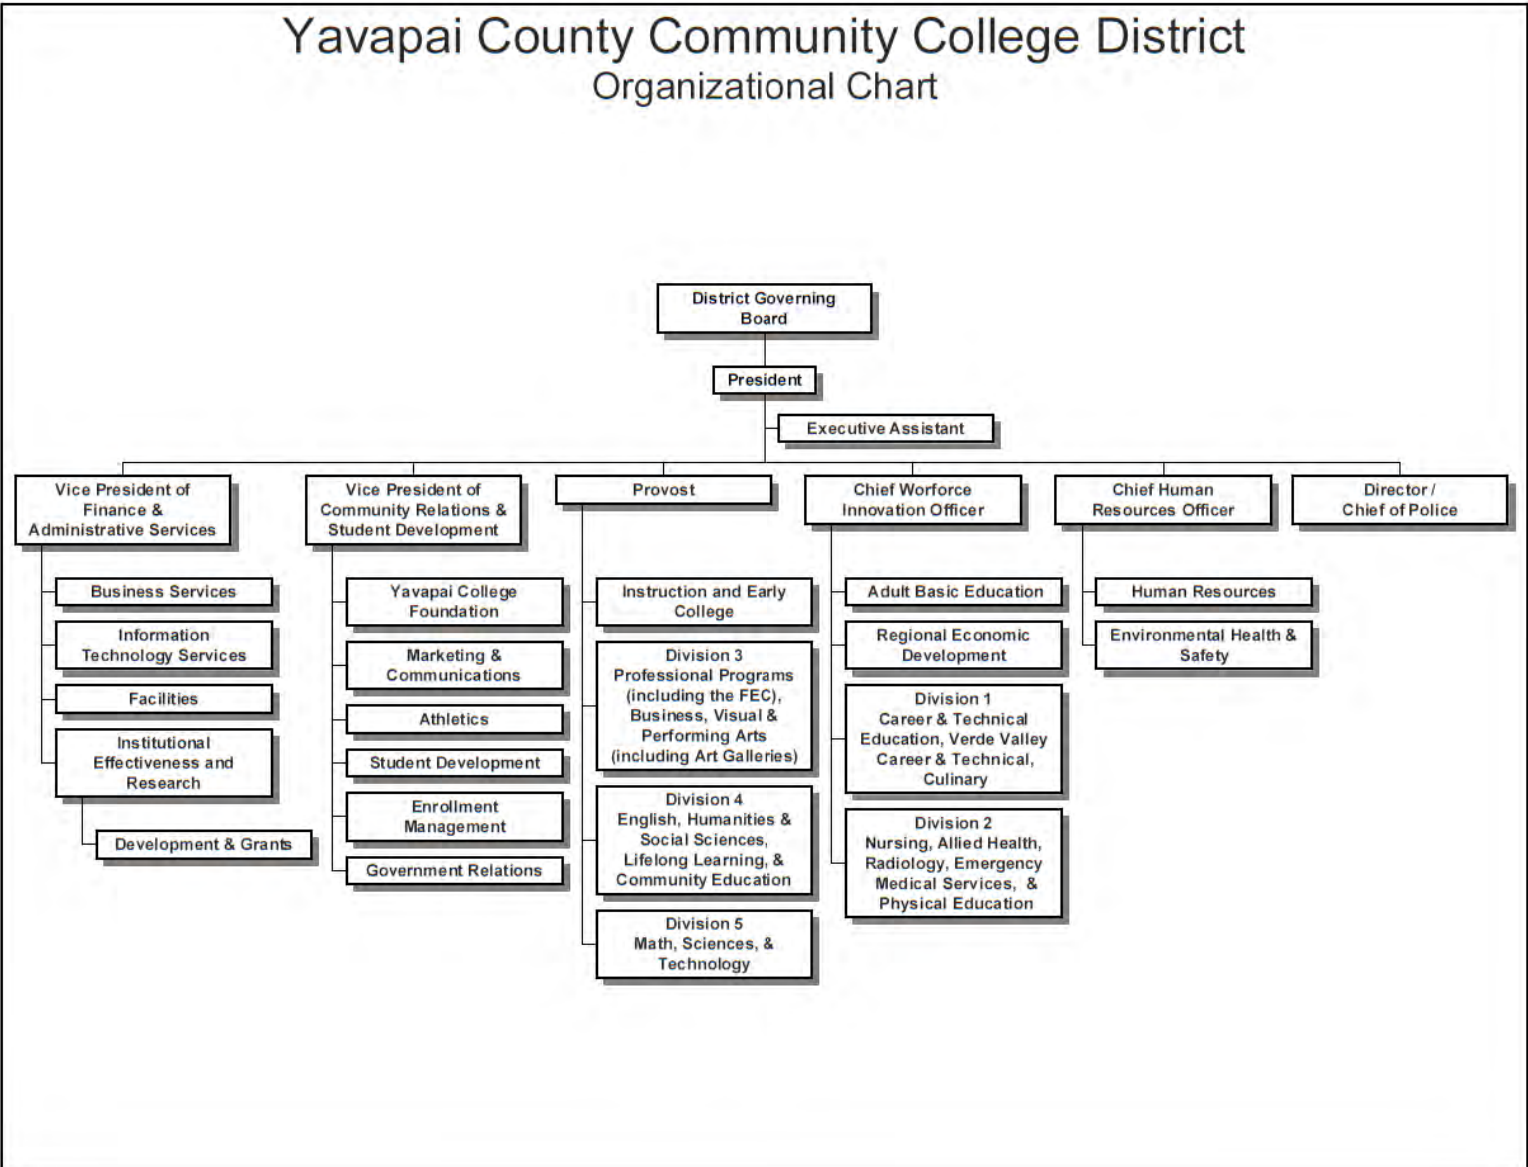 Yavapai County Community College District
Organizational Chart
District Governing
Board
President
Executive Assistant
Vice President of
Finance &
Administrative Services
Business Services
Information
Technology Services
Facilities
Institutional
Effectiveness and
Research
Development & Grants
Vice President of
Community Relations &
Student Development
Yavapai College
Foundation
Marketing &
Communications
Athletics
Student Development
Enrollment
Management
Government Relations
Provost
Instruction and Early
College
Division 3
Professional Programs
(including the FEC),
Business, Visual &
Performing Arts
(including Art Galleries)
Division 4
English, Humanities &
Social Sciences,
Lifelong Learning, &
Community Education
Division 5
Math, Sciences, &
Technology
Chief Worforce
Innovation Officer
Adult Basic Education
Regional Economic
Development
Division 1
Career & Technical
Education, Verde Valley
Career & Technical,
Culinary
Division 2
Nursing, Allied Health,
Radiology, Emergency
Medical Services, &
Physical Education
Chief Human
Resources Officer
Human Resources
Environmental Health &
Safety
Director /
Chief of Police